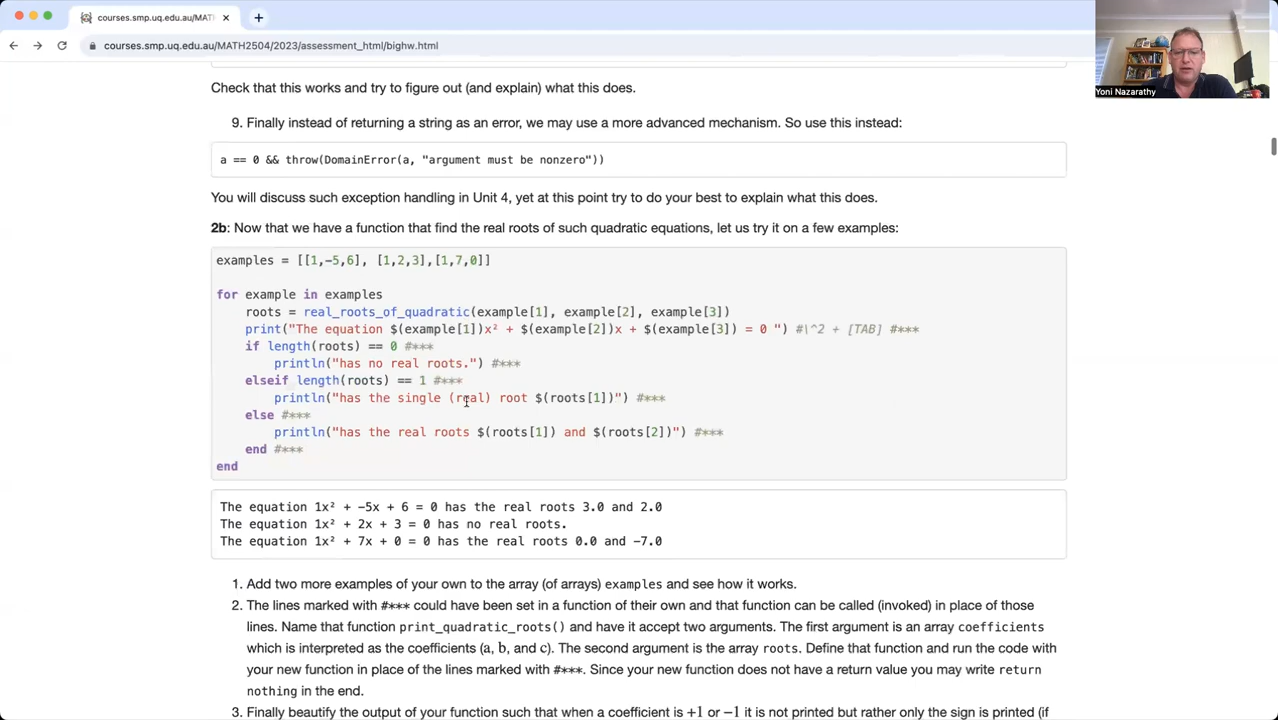 courses.smp.uq.edu.au/MAT
courses.smp.uq.edu.au/MATH2504/2023/assessment_html/bighw.html
Yoni Nazarathy
Check that this works and try to figure out (and explain) what this does.
9. Finally instead of returning a string as an error, we may use a more advanced mechanism. So use this instead:
a == 0 && throw(DomainError(a, "argument must be nonzero"))
You will discuss such exception handling in Unit 4, yet at this point try to do your best to explain what this does.
2b: Now that we have a function that find the real roots of such quadratic equations, let us try it on a few examples:
examples = [[1,-5,6], [1,2,3],[1,7,0]]
for example in examples
    roots = real_roots_of_quadratic(example[1], example[2], example[3])
    print("The equation $(example[1])x² + $(example[2])x + $(example[3]) = 0 ") #\^2 + [TAB] #***
    if length(roots) == 0 #***
        println("has no real roots.") #***
    elseif length(roots) == 1 #***
        println("has the single (real) root $(roots[1])") #***
    else #***
        println("has the real roots $(roots[1]) and $(roots[2])") #***
    end #***
end
The equation 1x² + -5x + 6 = 0 has the real roots 3.0 and 2.0
The equation 1x² + 2x + 3 = 0 has no real roots.
The equation 1x² + 7x + 0 = 0 has the real roots 0.0 and -7.0
1. Add two more examples of your own to the array (of arrays) examples and see how it works.
2. The lines marked with #*** could have been set in a function of their own and that function can be called (invoked) in place of those
lines. Name that function print_quadratic_roots() and have it accept two arguments. The first argument is an array coefficients
which is interpreted as the coefficients (a, b, and c). The second argument is the array roots. Define that function and run the code with
your new function in place of the lines marked with #***. Since your new function does not have a return value you may write return
nothing in the end.
3. Finally beautify the output of your function such that when a coefficient is +1 or −1 it is not printed but rather only the sign is printed (if